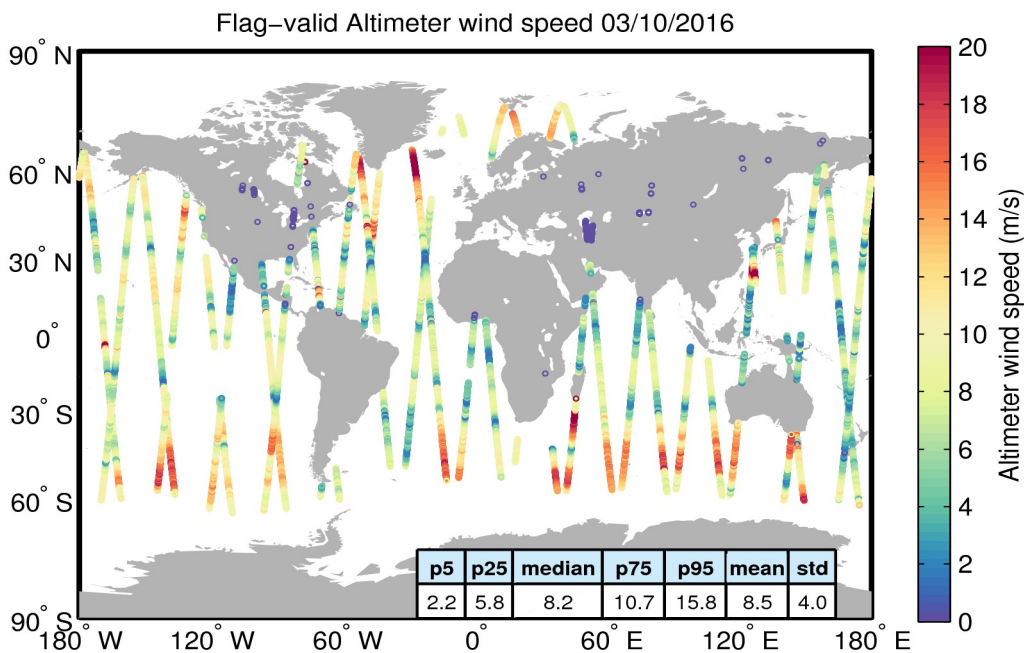 Flag−valid Altimeter wind speed 03/10/2016
90° N
60° N
30° N
0°
30° S
60° S
90° S
180° W
120° W
60° W
0°
60° E
120° E
180° E
p5 p25 median p75 p95 mean std
2.2 5.8 8.2 10.7 15.8 8.5 4.0
20
18
16
14
12
10
8
6
4
2
0
Altimeter wind speed (m/s)